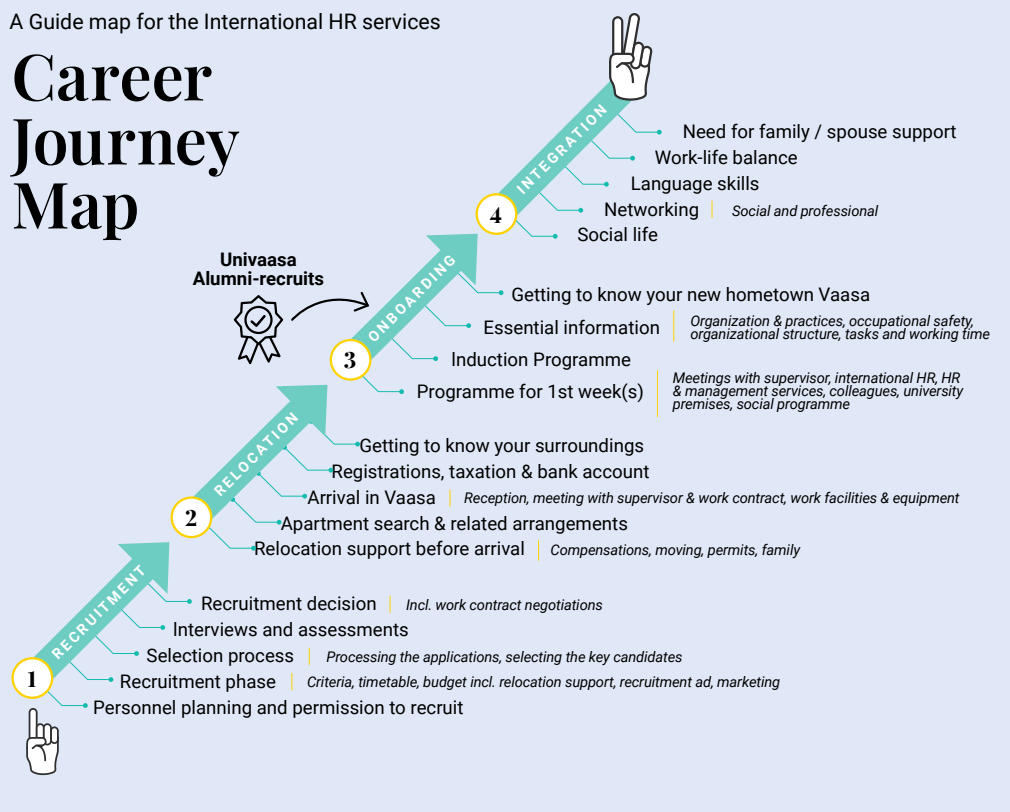 A Guide map for the International HR services
Career
Journey
Map
Need for family / spouse support
Work-life balance
Language skills
Networking | Social and professional
Social life
INTEGRATION
4
Univaasa
Alumni-recruits
Getting to know your new hometown Vaasa
Essential information | Organization & practices, occupational safety,
organizational structure, tasks and working time
Induction Programme
Programme for 1st week(s) | Meetings with supervisor, international HR, HR
& management services, colleagues, university
premises, social programme
ONBOARDING
3
Getting to know your surroundings
Registrations, taxation & bank account
Arrival in Vaasa | Reception, meeting with supervisor & work contract, work facilities & equipment
Apartment search & related arrangements
Relocation support before arrival | Compensations, moving, permits, family
RELOCATION
2
Recruitment decision | Incl. work contract negotiations
Interviews and assessments
Selection process | Processing the applications, selecting the key candidates
Recruitment phase | Criteria, timetable, budget incl. relocation support, recruitment ad, marketing
Personnel planning and permission to recruit
RECRUITMENT
1